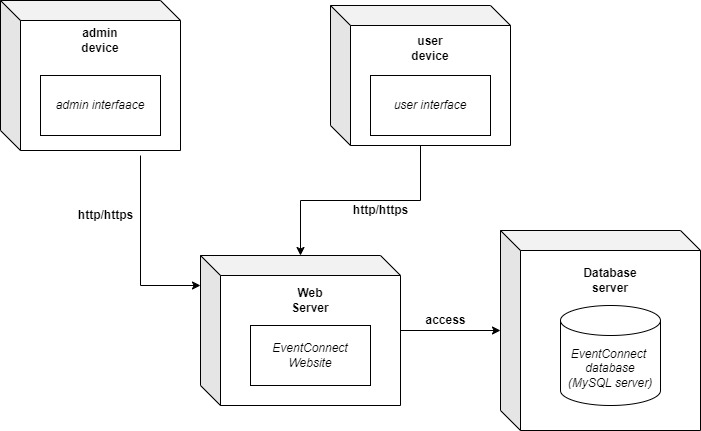 admin
device
admin interfaace
user
device
user interface
http/https
http/https
Web
Server
EventConnect
Website
access
Database
server
EventConnect
database
(MySQL server)